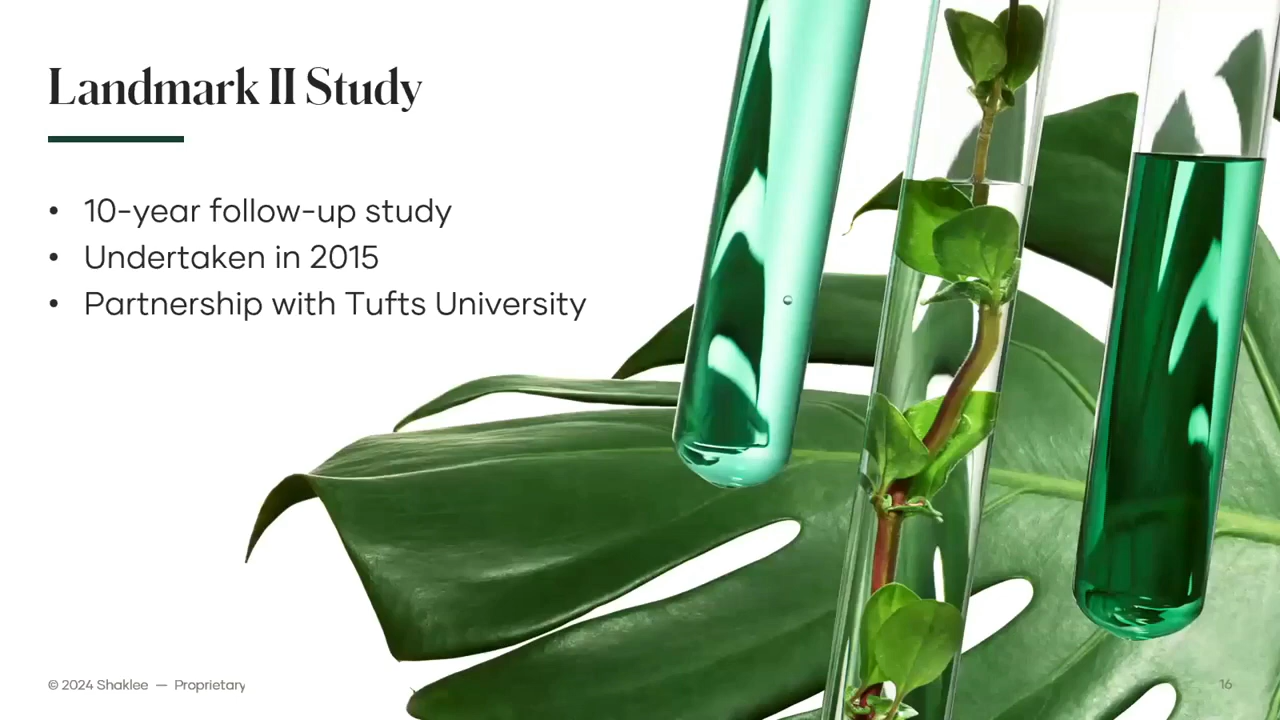 Landmark II Study
• 10-year follow-up study
• Undertaken in 2015
• Partnership with Tufts University
© 2024 Shaklee — Proprietary
16